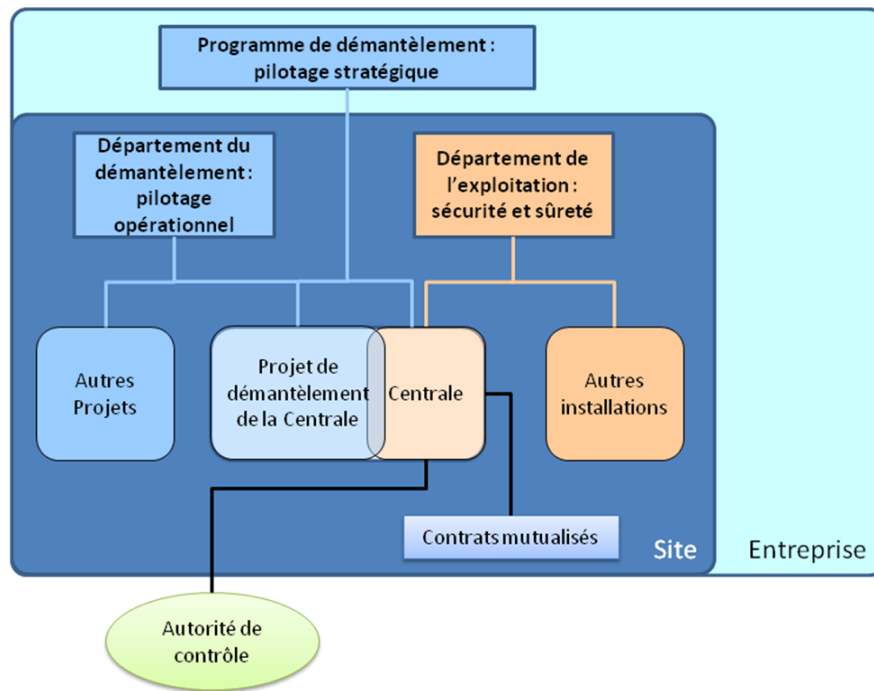 Programme de démantèlement :
pilotage stratégique
Département du
démantèlement :
pilotage
opérationnel
Département de
l'exploitation :
sécurité et sûreté
Autres
Projets
Projet de
démantèlement
de la Centrale
Centrale
Autres
installations
Contrats mutualisés
Site
Entreprise
Autorité de
contrôle